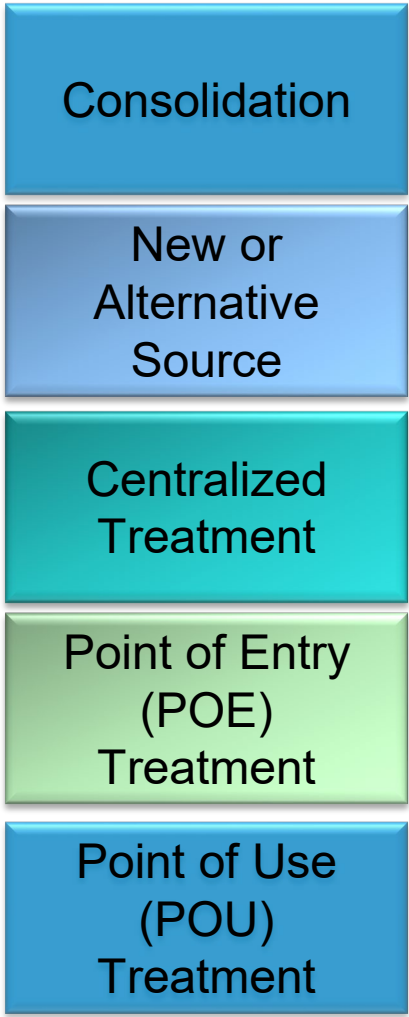 Consolidation
New or
Alternative
Source
Centralized
Treatment
Point of Entry
(POE)
Treatment
Point of Use
(POU)
Treatment